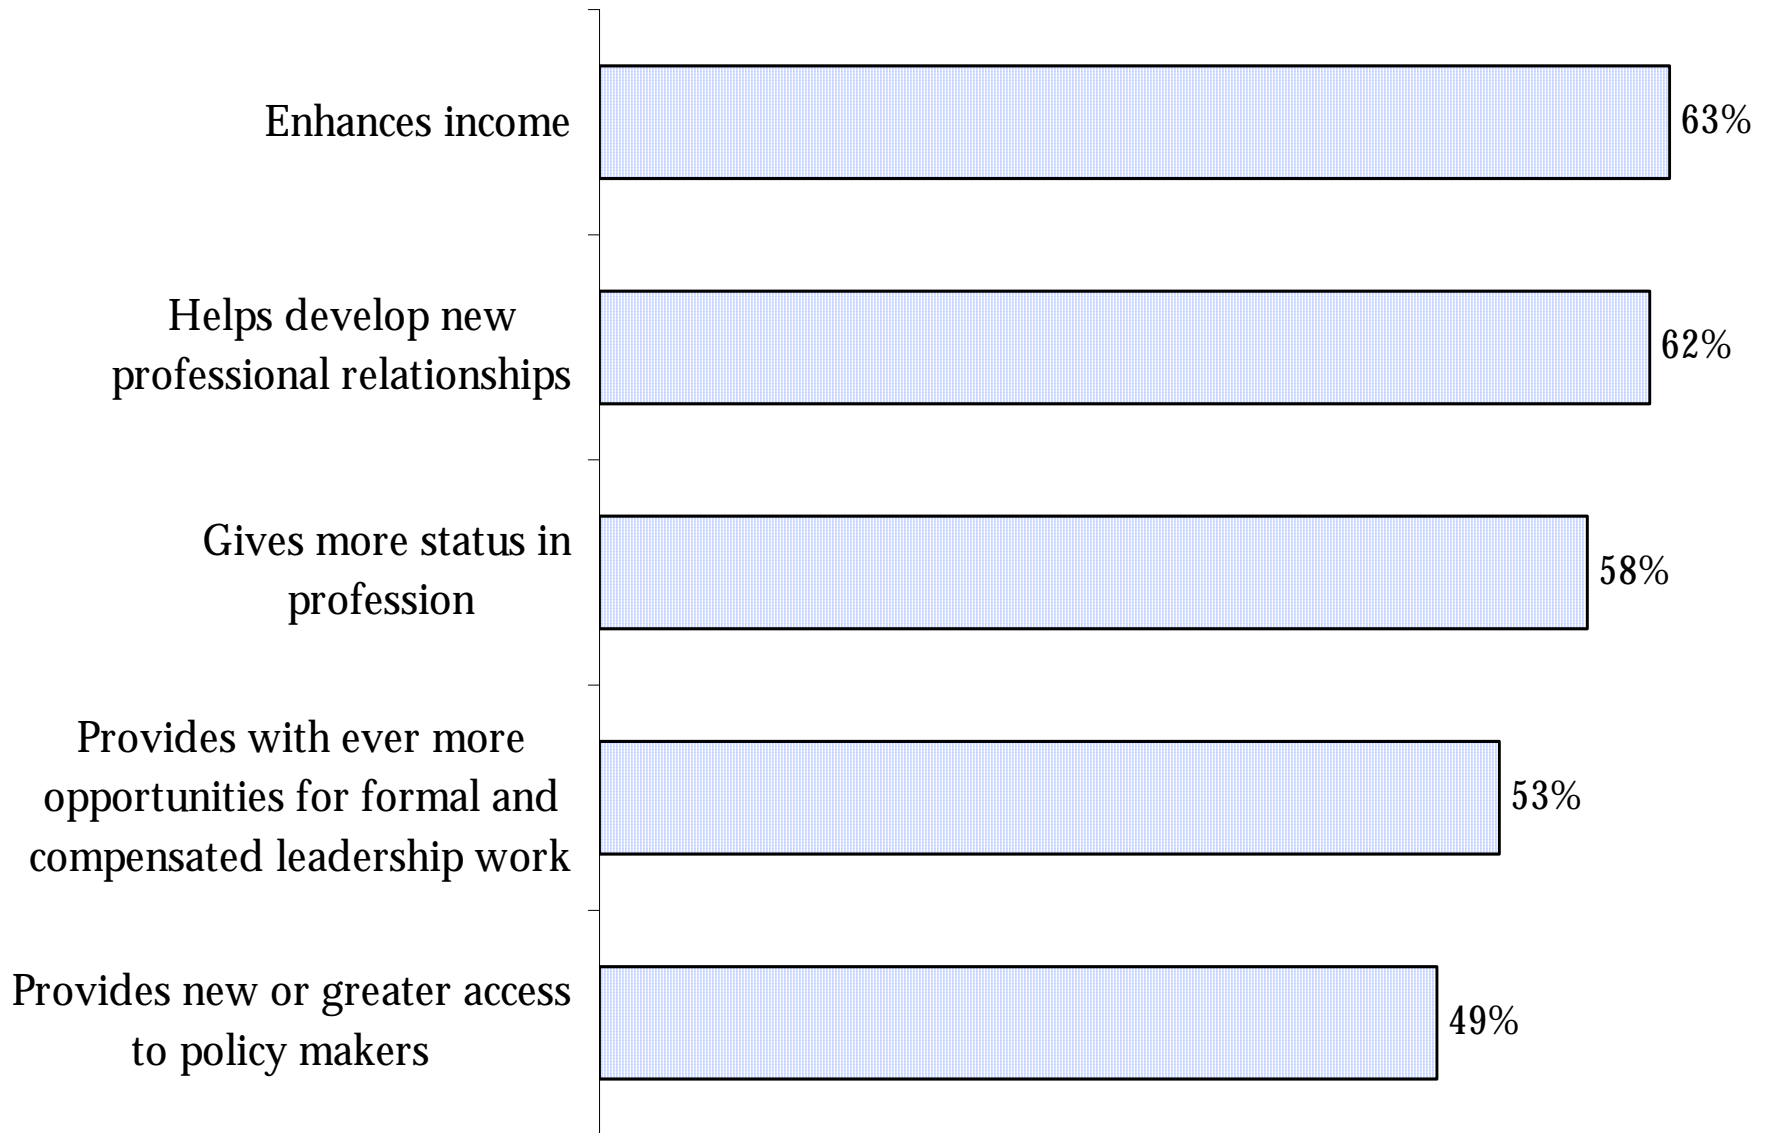 Enhances income
63%
Helps develop new
professional relationships
62%
Gives more status in
profession
58%
Provides with ever more
opportunities for formal and
compensated leadership work
53%
Provides new or greater access
to policy makers
49%